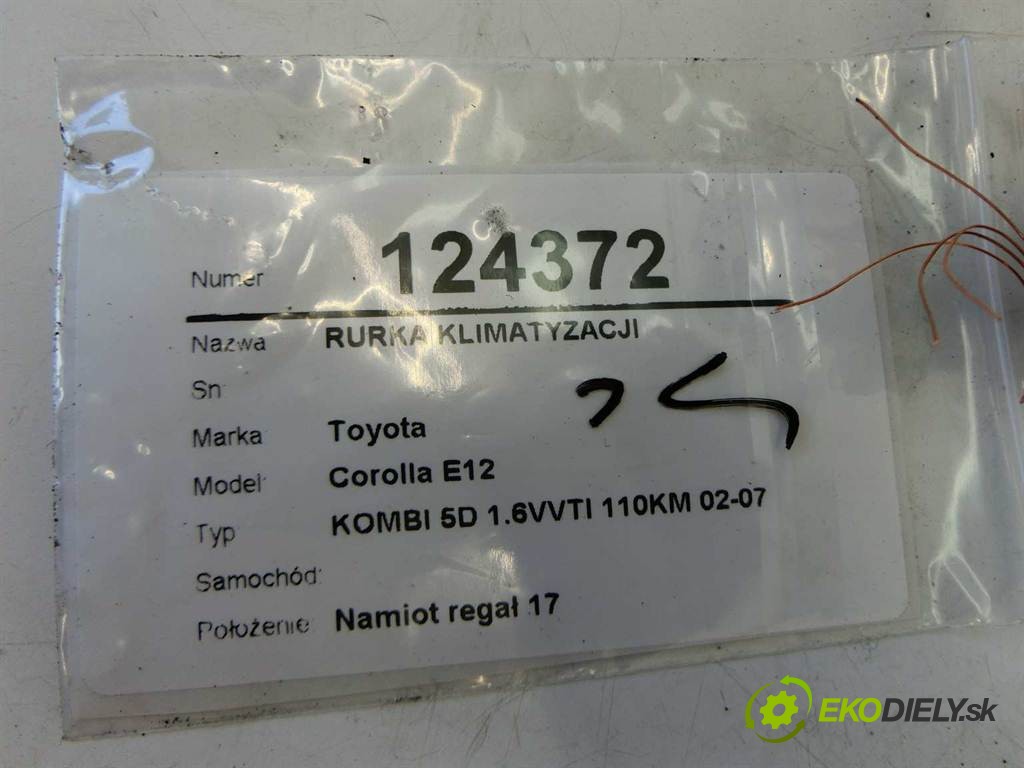 Numer 124372
Nazwa RURKA KLIMATYZACJI
Sn
Marka Toyota
Model Corolla E12
Typ KOMBI 5D 1.6VVTI 110KM 02-07
Samochód:
Położenie Namiot regał 17
EKODIELY.sk